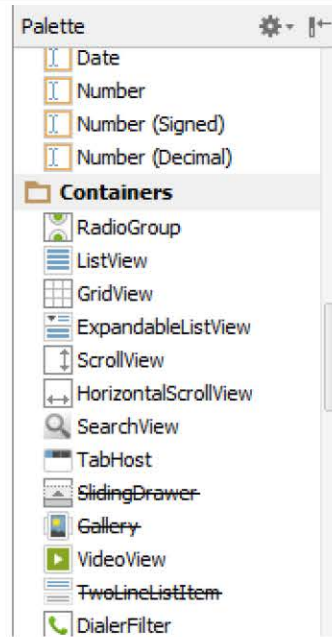 Palette
Date
Number
Number (Signed)
Number (Decimal)
Containers
RadioGroup
ListView
GridView
ExpandableListView
ScrollView
HorizontalScrollView
SearchView
TabHost
SlidingDrawer
Gallery
VideoView
TwoLineListItem
DialerFilter